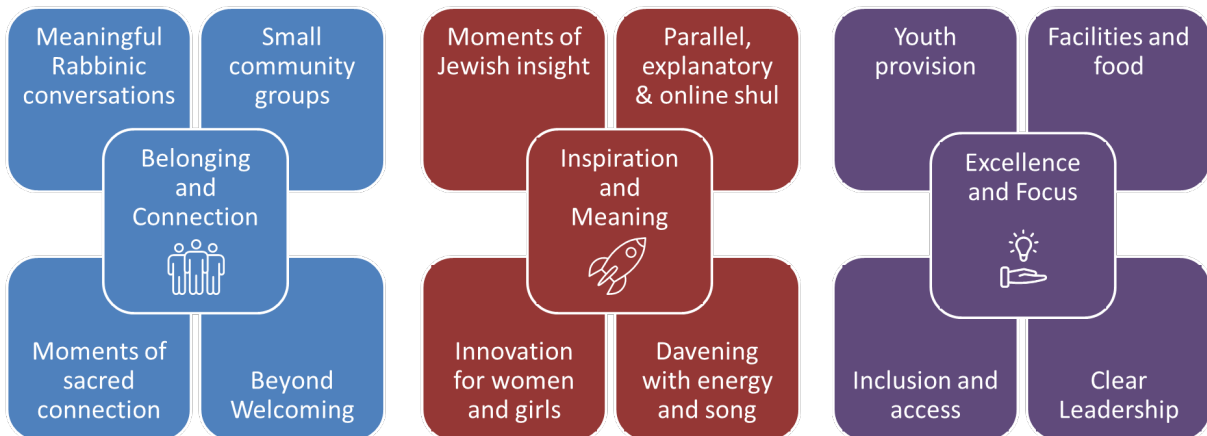 Meaningful
Rabbinic
conversations
Small
community
groups
Belonging
and
Connection
Moments of
sacred
connection
Beyond
Welcoming
Moments of
Jewish insight
Parallel,
explanatory
& online shul
Inspiration
and
Meaning
Innovation
for women
and girls
Davening
with energy
and song
Youth
provision
Facilities and
food
Excellence
and Focus
Inclusion and
access
Clear
Leadership